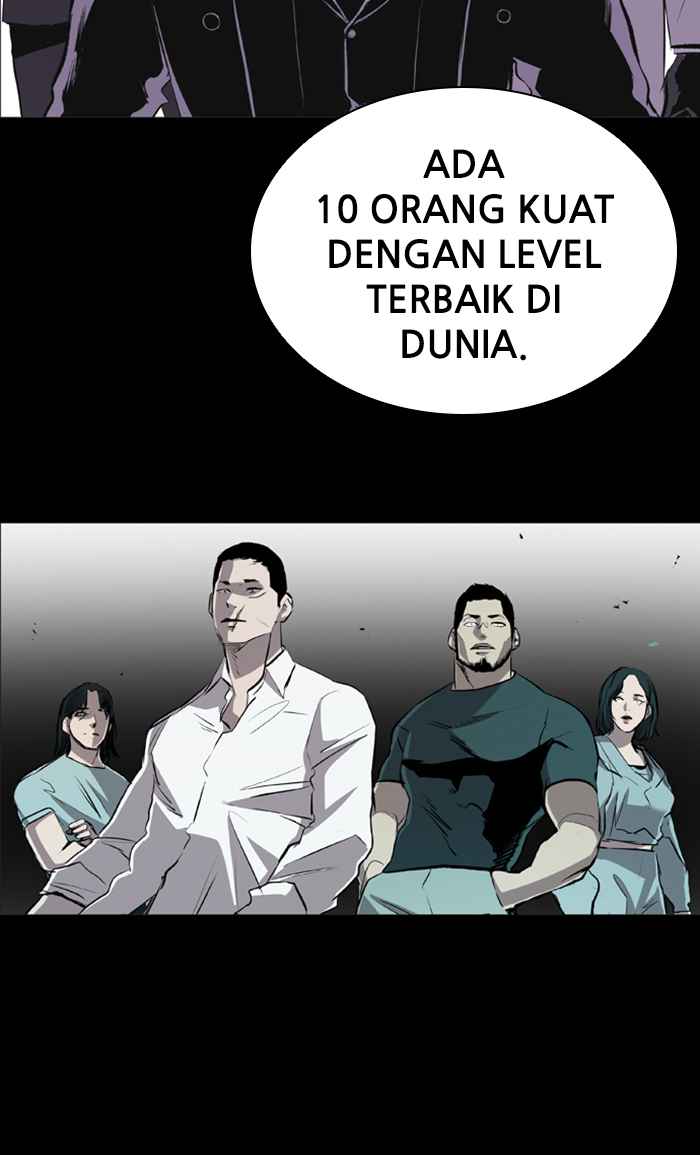 ADA
10 ORANG KUAT
DENGAN LEVEL
TERBAIK DI
DUNIA.